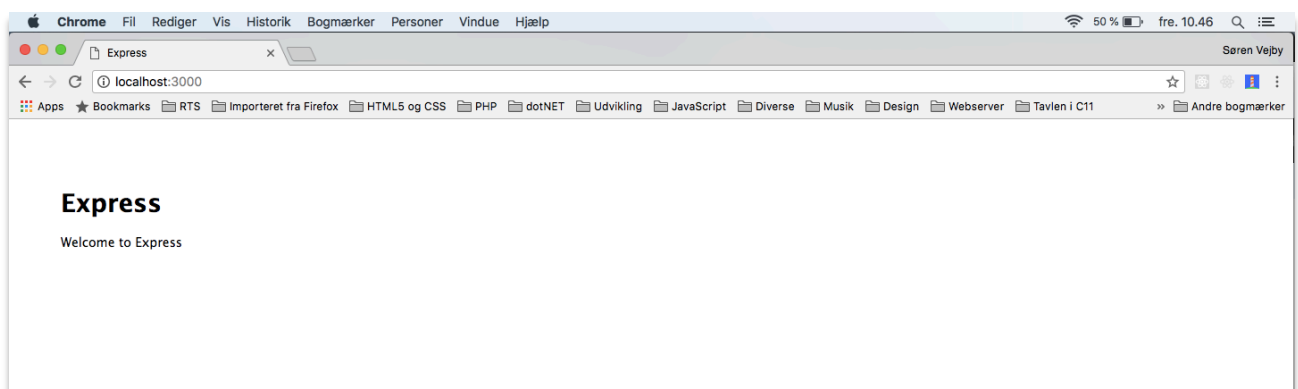 Chrome Fil Rediger Vis Historik Bogmærker Personer Vindue Hjælp 50 % fre. 10.46
Express Søren Vejby
localhost:3000
Apps Bookmarks RTS Importeret fra Firefox HTML5 og CSS PHP dotNET Udvikling JavaScript Diverse Musik Design Webserver Tavlen i C11 » Andre bogmærker
Express
Welcome to Express